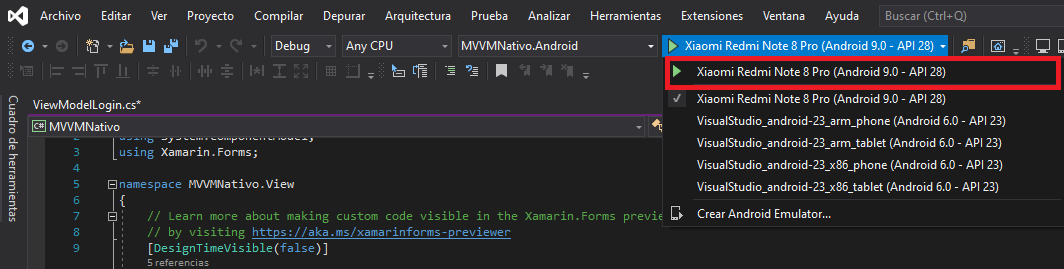 Archivo Editar Ver Proyecto Compilar Depurar Arquitectura Prueba Analizar Herramientas Extensiones Ventana Ayuda Buscar (Ctrl+Q)
Debug Any CPU MVVMNativo.Android Xiaomi Redmi Note 8 Pro (Android 9.0 - API 28)
Xiaomi Redmi Note 8 Pro (Android 9.0 - API 28)
Xiaomi Redmi Note 8 Pro (Android 9.0 - API 28)
VisualStudio_android-23_arm_phone (Android 6.0 - API 23)
VisualStudio_android-23_arm_tablet (Android 6.0 - API 23)
VisualStudio_android-23_x86_phone (Android 6.0 - API 23)
VisualStudio_android-23_x86_tablet (Android 6.0 - API 23)
Crear Android Emulator...
Cuadro de herramientas
ViewModelLogin.cs*
C# MVVMNativo
2 using System.ComponentModel;
3 using Xamarin.Forms;
4
5 namespace MVVMNativo.View
6 {
7 // Learn more about making custom code visible in the Xamarin.Forms previe
8 // by visiting https://aka.ms/xamarinforms-previewer
9 [DesignTimeVisible(false)]
5 referencias